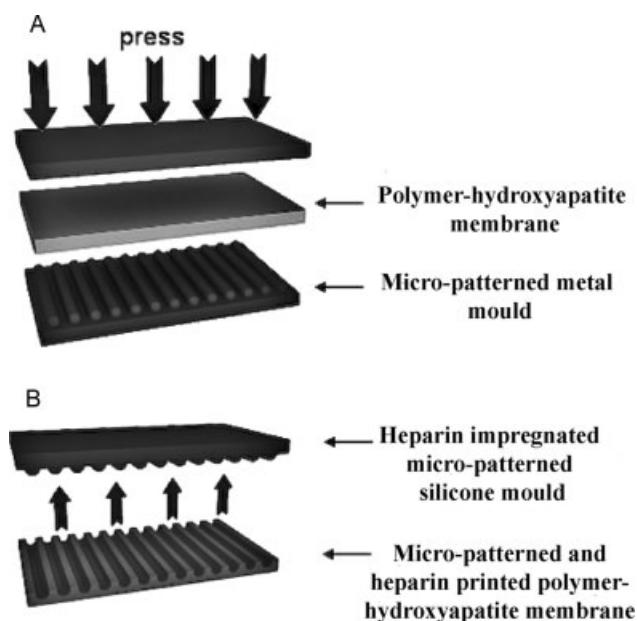 A
press
Polymer-hydroxyapatite
membrane
Micro-patterned metal
mould
B
Heparin impregnated
micro-patterned
silicone mould
Micro-patterned and
heparin printed polymer-
hydroxyapatite membrane